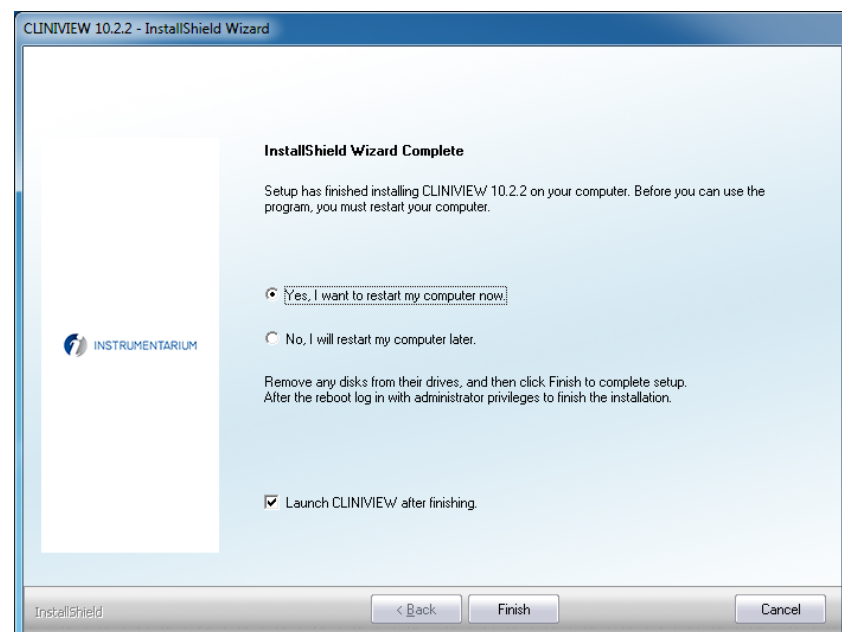 CLINIVIEW 10.2.2 - InstallShield Wizard
InstallShield Wizard Complete
Setup has finished installing CLINIVIEW 10.2.2 on your computer. Before you can use the
program, you must restart your computer.
Yes, I want to restart my computer now.
INSTRUMENTARIUM
No, I will restart my computer later.
Remove any disks from their drives, and then click Finish to complete setup.
After the reboot log in with administrator privileges to finish the installation.
Launch CLINIVIEW after finishing.
InstallShield
< Back
Finish
Cancel